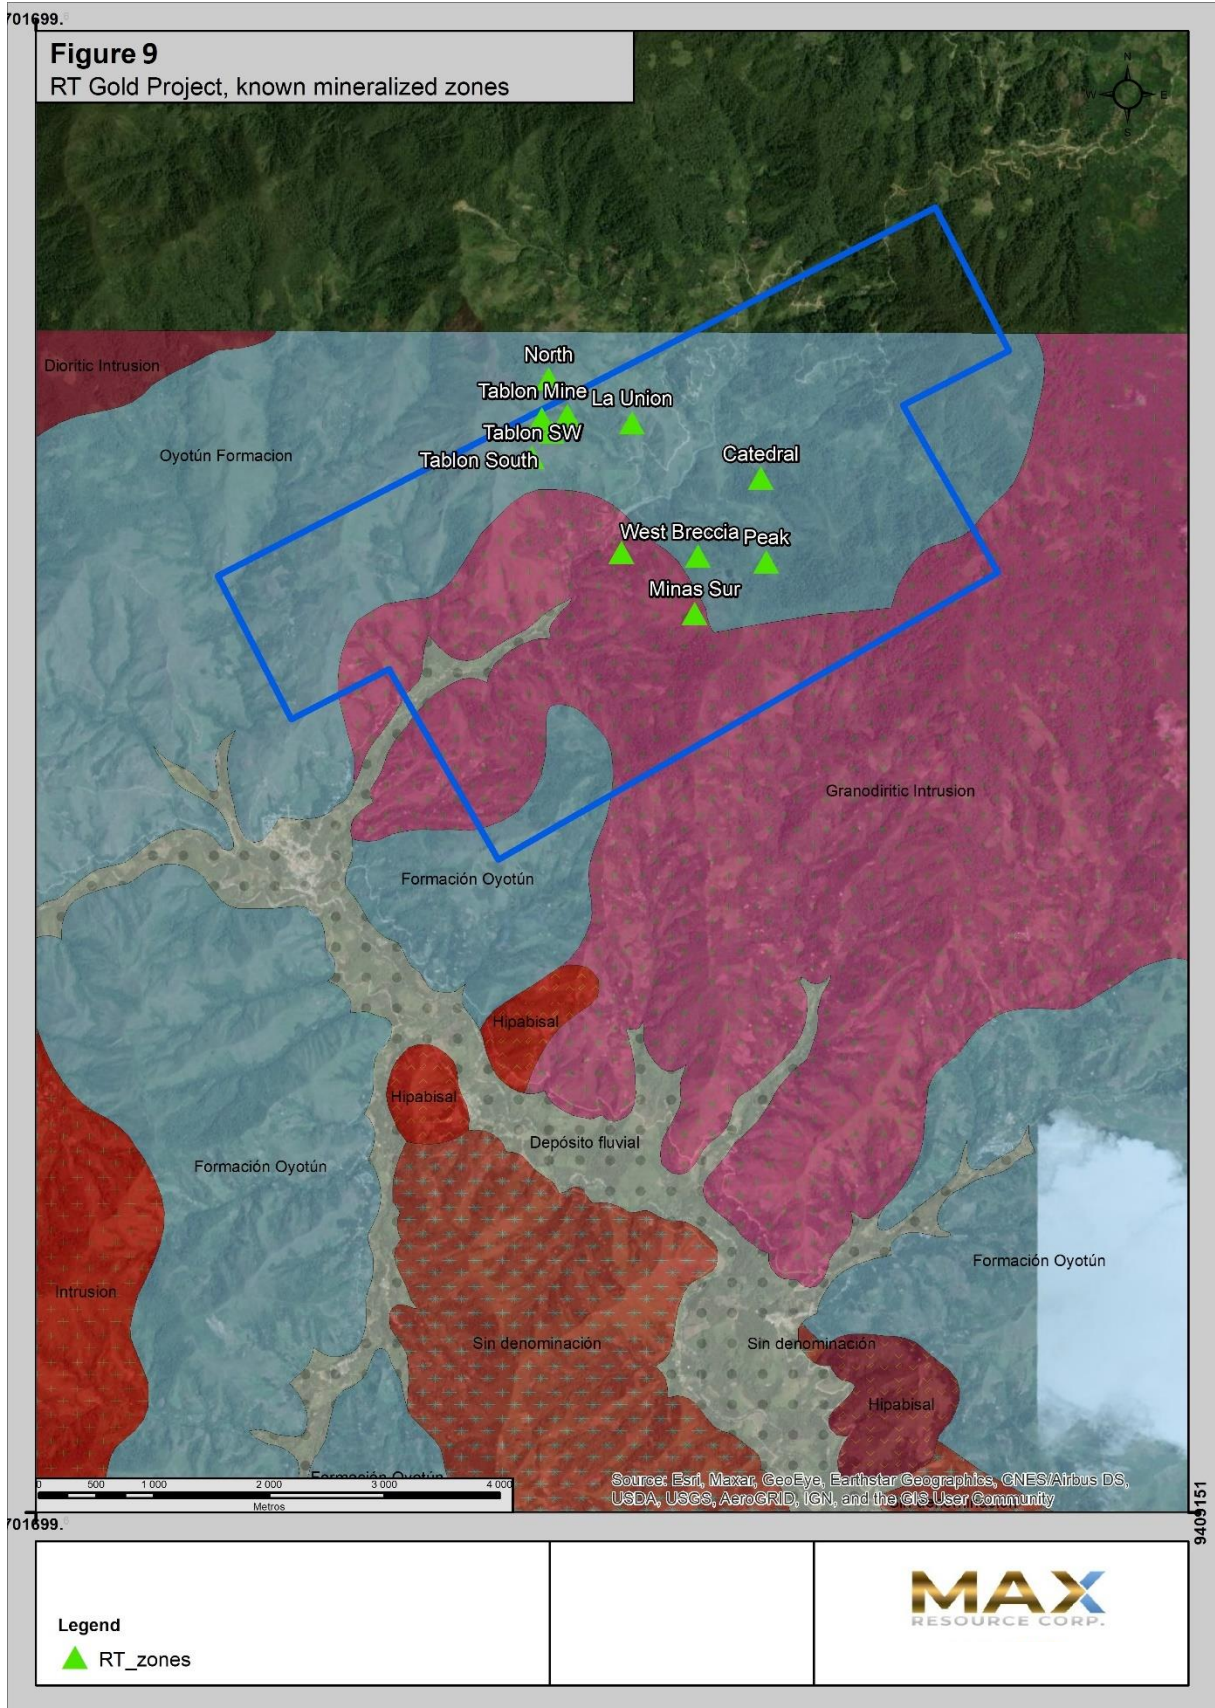 701699.
Figure 9
RT Gold Project, known mineralized zones
N
W E
S
Dioritic Intrusion
North
Tablon Mine
La Union
Oyotún Formacion
Tablon SW
Tablon South
Catedral
West Breccia
Peak
Minas Sur
Granodiritic Intrusion
Formación Oyotún
Hipabisal
Hipabisal
Depósito fluvial
Formación Oyotún
Formación Oyotún
Intrusion
Sin denominación
Sin denominación
Hipabisal
Formación Oyotún
0 500 1 000 2 000 3 000 4 000
Metros
Source: Esri, Maxar, GeoEye, Earthstar Geographics, CNES/Airbus DS,
USDA, USGS, AeroGRID, IGN, and the GIS User Community
701699.
9409151
Legend
RT_zones
MAX
RESOURCE CORP.